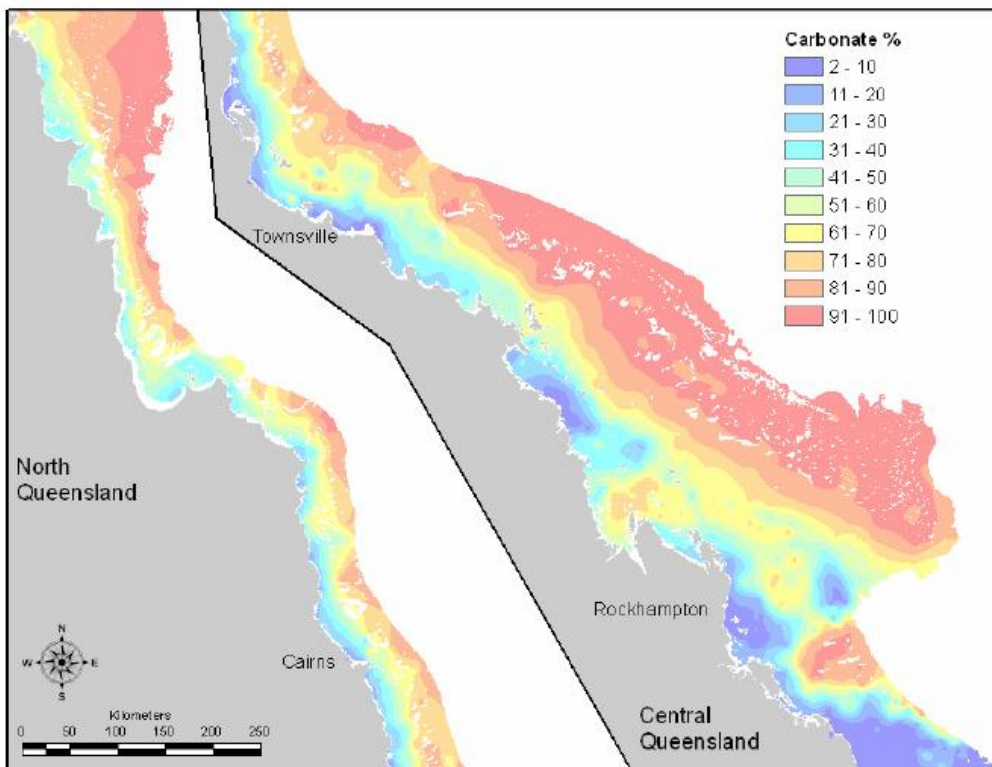 Carbonate %
2 - 10
11 - 20
21 - 30
31 - 40
41 - 50
51 - 60
61 - 70
71 - 80
81 - 90
91 - 100
Townsville
North
Queensland
Rockhampton
Cairns
Central
Queensland
N
W E
S
Kilometers
0 50 100 150 200 250